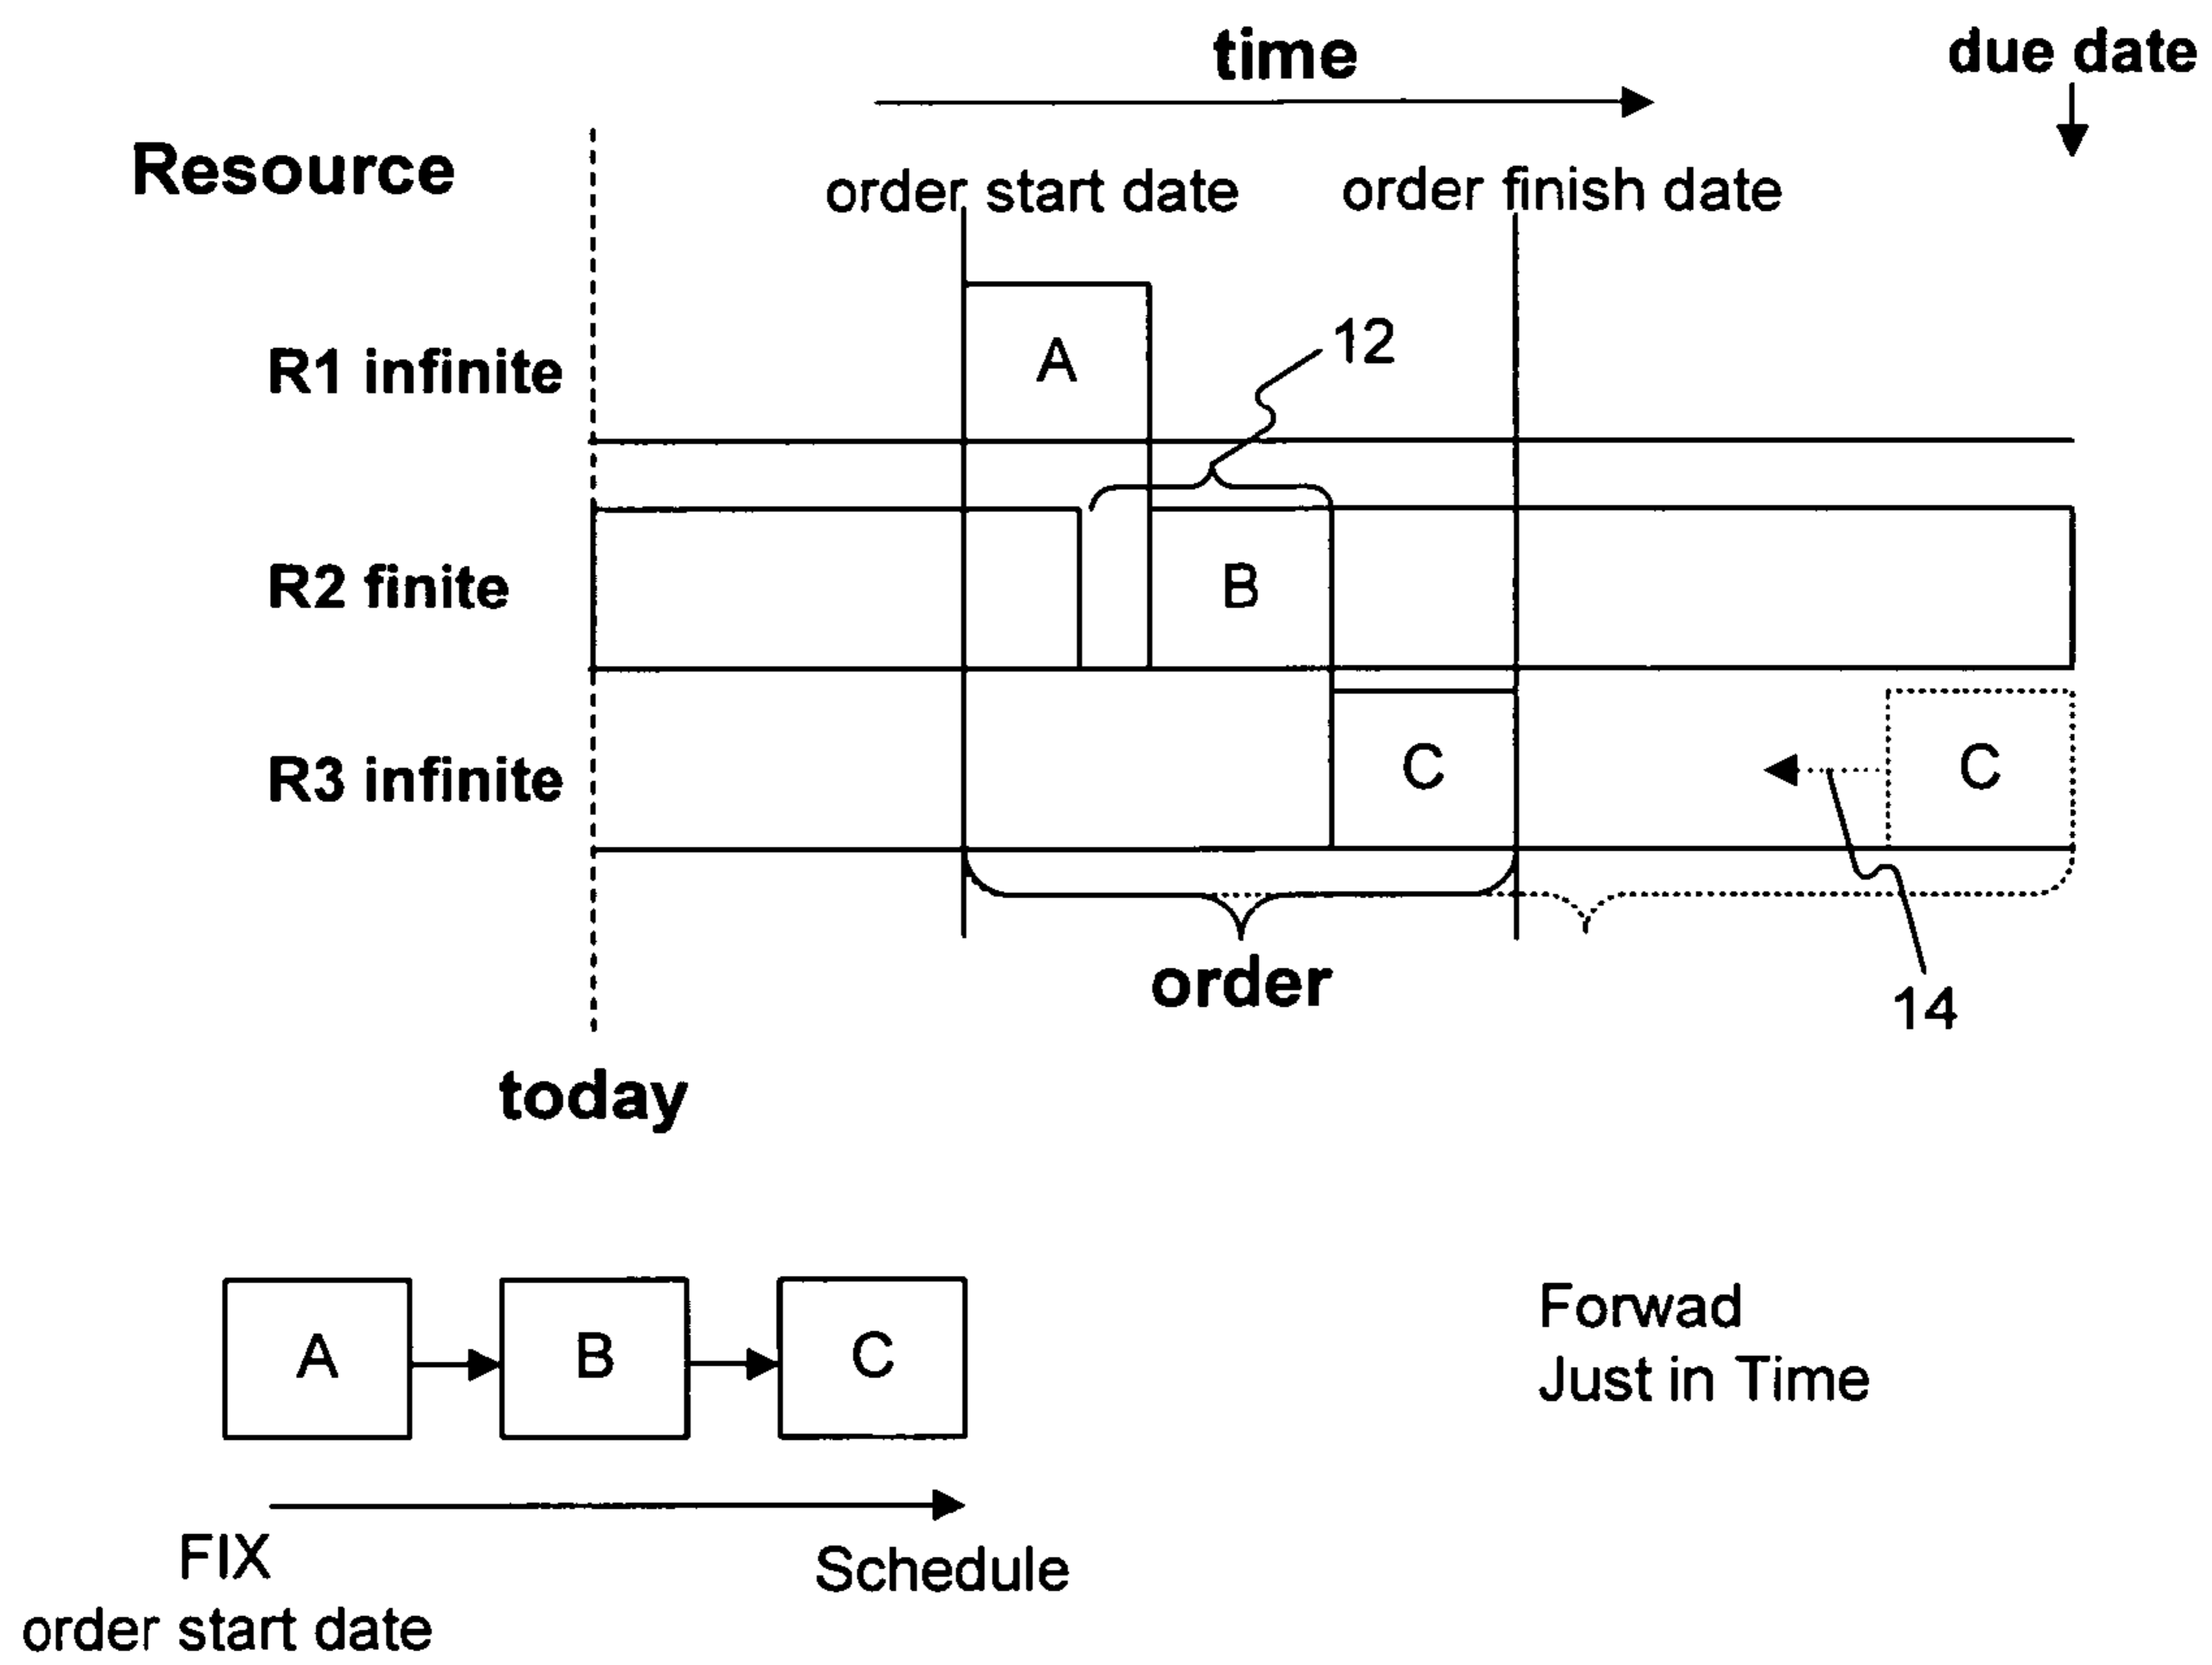 time
due date
Resource
order start date
order finish date
R1 infinite
A
12
R2 finite
B
R3 infinite
C
C
order
14
today
A
B
C
Forwad
Just in Time
FIX
order start date
Schedule